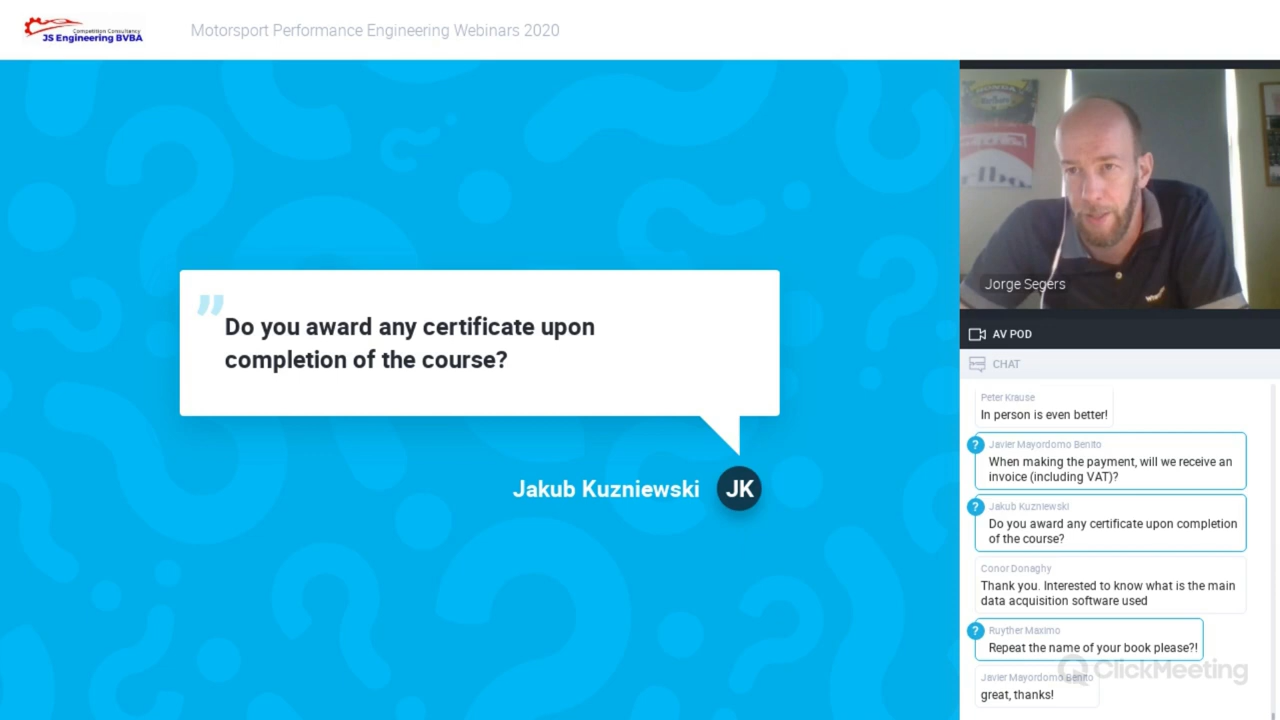 Competition Consultancy
JS Engineering BVBA
Motorsport Performance Engineering Webinars 2020
"
Do you award any certificate upon
completion of the course?
Jakub Kuzniewski
JK
Jorge Segers
AV POD
CHAT
Peter Krause
In person is even better!
?
Javier Mayordomo Benito
When making the payment, will we receive an
invoice (including VAT)?
?
Jakub Kuzniewski
Do you award any certificate upon completion
of the course?
Conor Donaghy
Thank you. Interested to know what is the main
data acquisition software used
?
Ruyther Maximo
Repeat the name of your book please?!
ClickMeeting
Javier Mayordomo Benito
great, thanks!